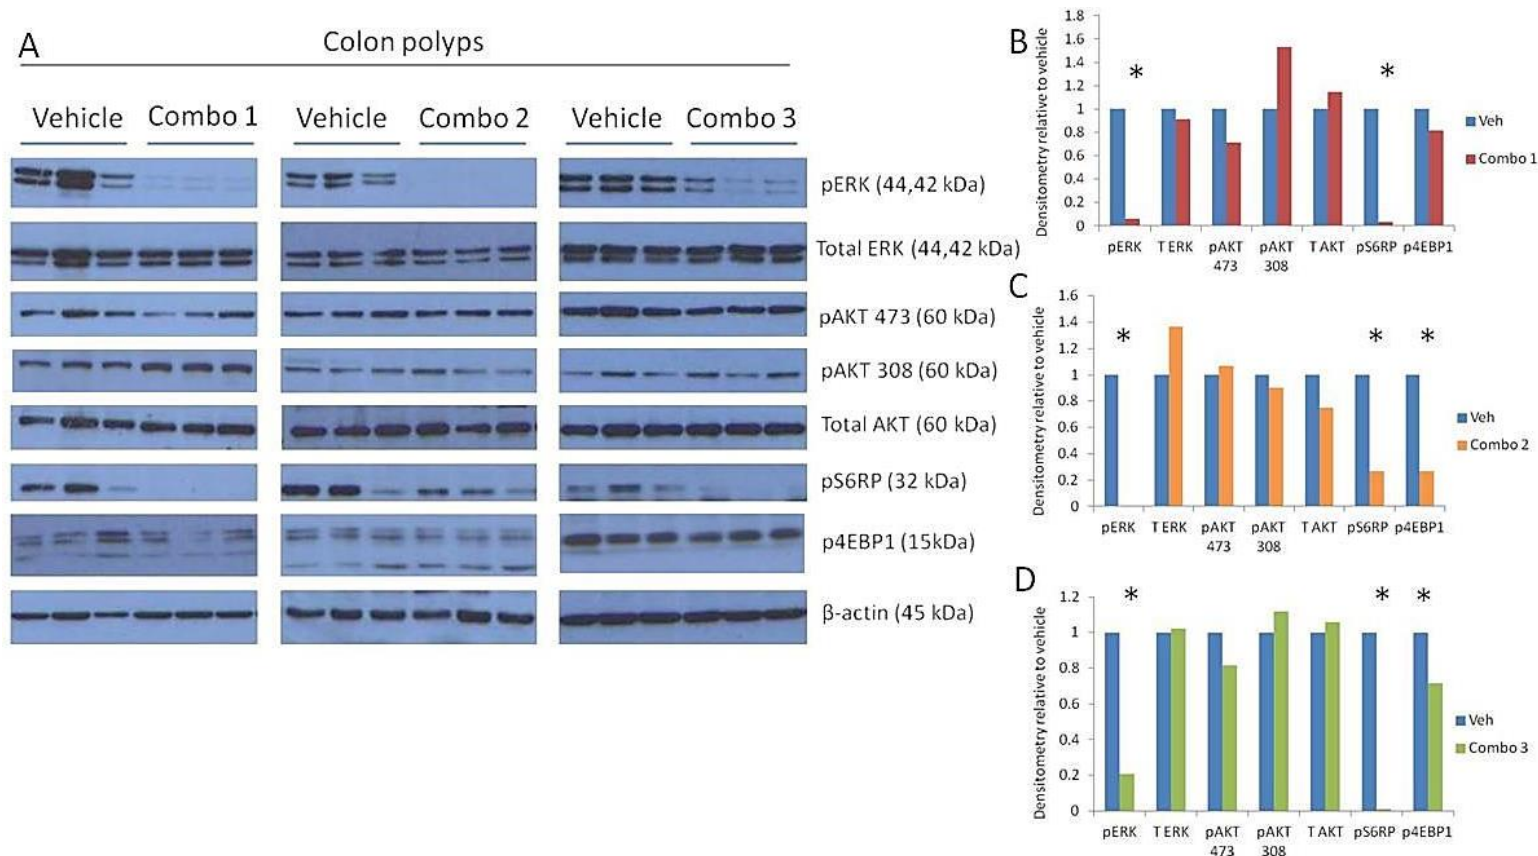 A
Colon polyps
Vehicle Combo 1
Vehicle Combo 2
Vehicle Combo 3
pERK (44,42 kDa)
Total ERK (44,42 kDa)
pAKT 473 (60 kDa)
pAKT 308 (60 kDa)
Total AKT (60 kDa)
pS6RP (32 kDa)
p4EBP1 (15kDa)
β-actin (45 kDa)
B
Densitometry relative to vehicle
1.8
1.6
1.4
1.2
1
0.8
0.6
0.4
0.2
0
* *
pERK T ERK pAKT pAKT T AKT pS6RP p4EBP1
473 308
Veh
Combo 1
C
Densitometry relative to vehicle
1.6
1.4
1.2
1
0.8
0.6
0.4
0.2
0
* * *
pERK T ERK pAKT pAKT T AKT pS6RP p4EBP1
473 308
Veh
Combo 2
D
Densitometry relative to vehicle
1.2
1
0.8
0.6
0.4
0.2
0
* * *
pERK T ERK pAKT pAKT T AKT pS6RP p4EBP1
473 308
Veh
Combo 3